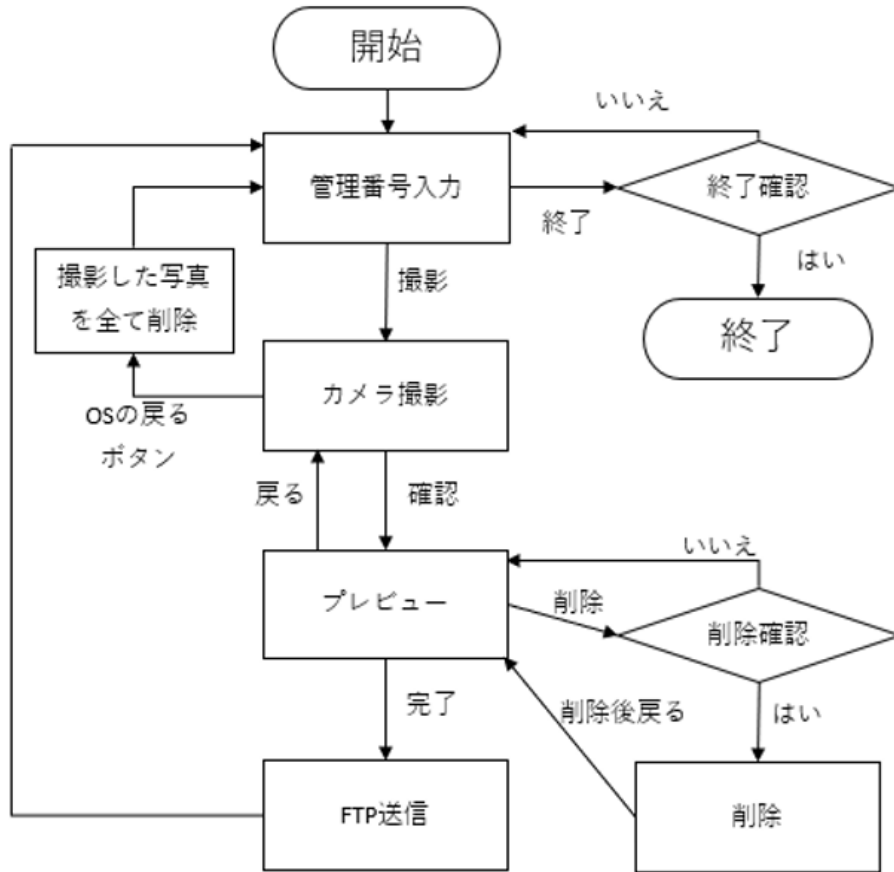 開始
いいえ
管理番号入力
終了確認
終了
撮影した写真
を全て削除
撮影
はい
終了
カメラ撮影
OSの戻る
ボタン
戻る
確認
いいえ
プレビュー
削除
削除確認
完了
削除後戻る
はい
FTP送信
削除